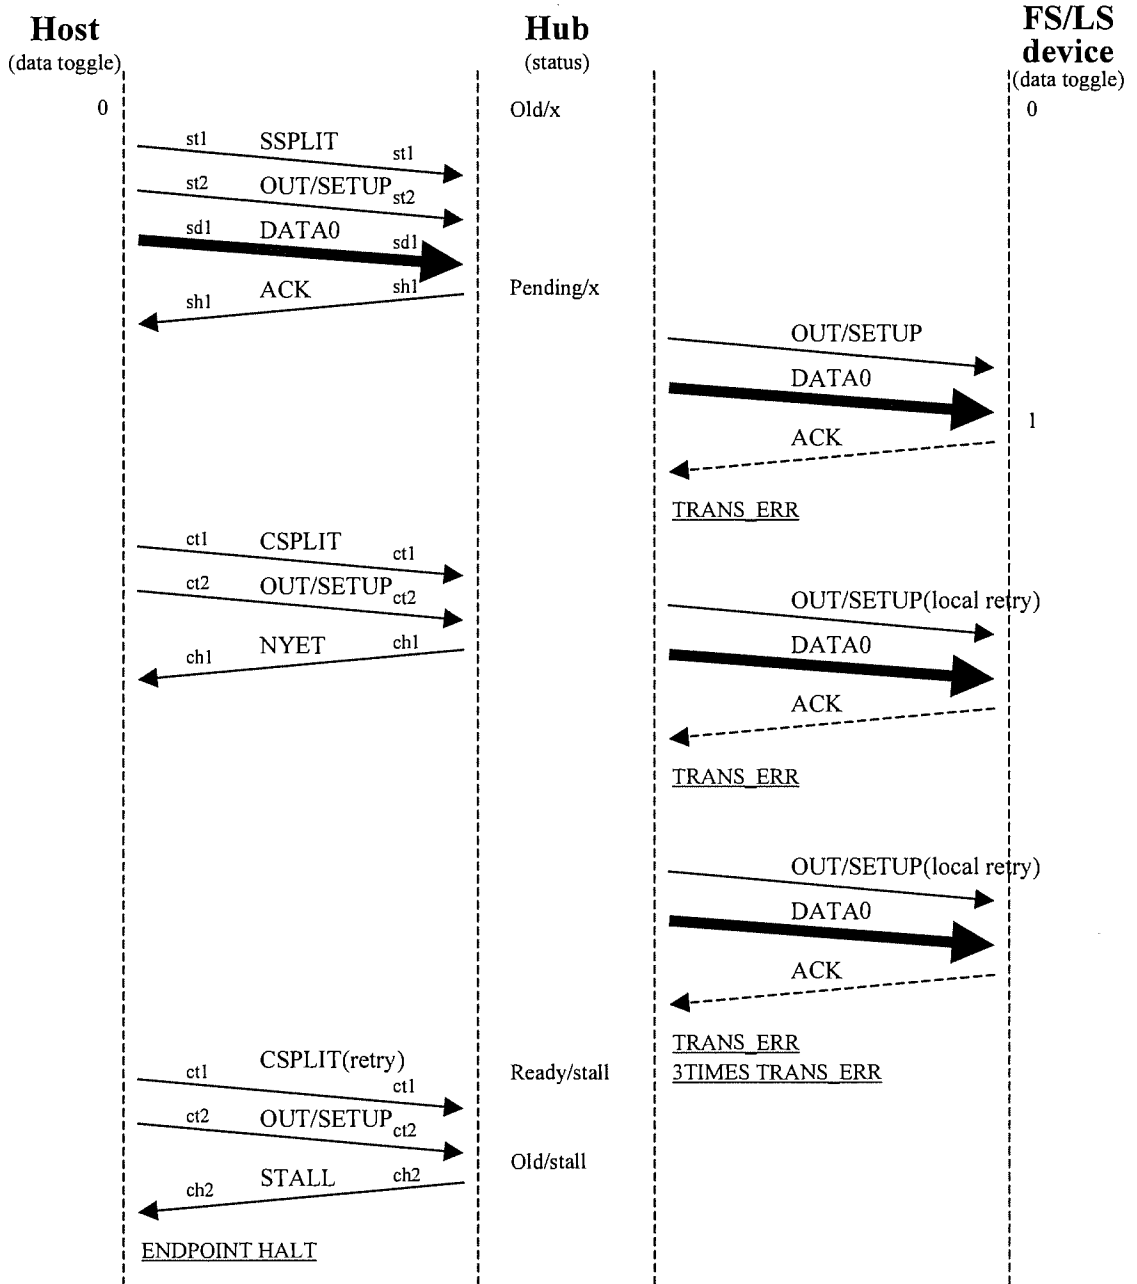 Host
(data toggle)
Hub
(status)
FS/LS
device
(data toggle)
0
Old/x
0
st1 SSPLIT st1
st2 OUT/SETUP st2
sd1 DATA0 sd1
sh1 ACK sh1
Pending/x
OUT/SETUP
DATA0
1
ACK
TRANS_ERR
ct1 CSPLIT ct1
ct2 OUT/SETUP ct2
OUT/SETUP(local retry)
ch1 NYET ch1
DATA0
ACK
TRANS_ERR
OUT/SETUP(local retry)
DATA0
ACK
TRANS_ERR
3TIMES TRANS_ERR
ct1 CSPLIT(retry) ct1
Ready/stall
ct2 OUT/SETUP ct2
Old/stall
ch2 STALL ch2
ENDPOINT HALT